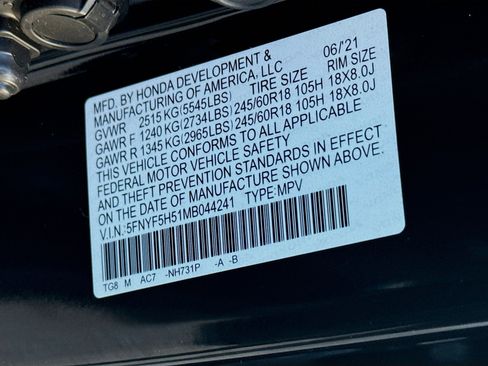 MFD. BY HONDA DEVELOPMENT & 06/'21
MANUFACTURING OF AMERICA, LLC
GVWR 2515 KG(5545LBS) TIRE SIZE RIM SIZE
GAWR F 1240 KG(2734LBS) 245/60R18 105H 18X8.0J
GAWR R 1345 KG(2965LBS) 245/60R18 105H 18X8.0J
THIS VEHICLE CONFORMS TO ALL APPLICABLE
FEDERAL MOTOR VEHICLE SAFETY
AND THEFT PREVENTION STANDARDS IN EFFECT
ON THE DATE OF MANUFACTURE SHOWN ABOVE.
V.I.N.:5FNYF5H51MB044241 TYPE:MPV
TG8 M AC7 -NH731P -A -B